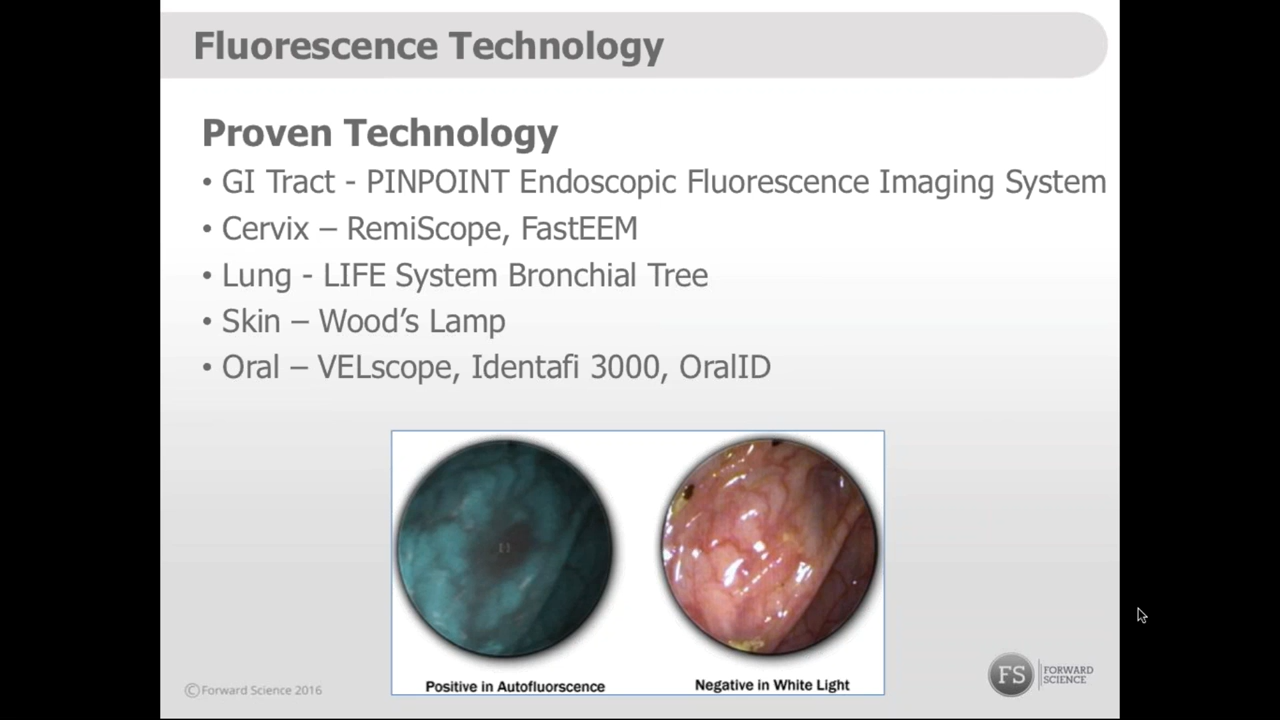 Fluorescence Technology
Proven Technology
• GI Tract - PINPOINT Endoscopic Fluorescence Imaging System
• Cervix – RemiScope, FastEEM
• Lung - LIFE System Bronchial Tree
• Skin – Wood’s Lamp
• Oral – VELscope, Identafi 3000, OralID
Positive in Autofluorscence
Negative in White Light
©Forward Science 2016
FS
FORWARD
SCIENCE